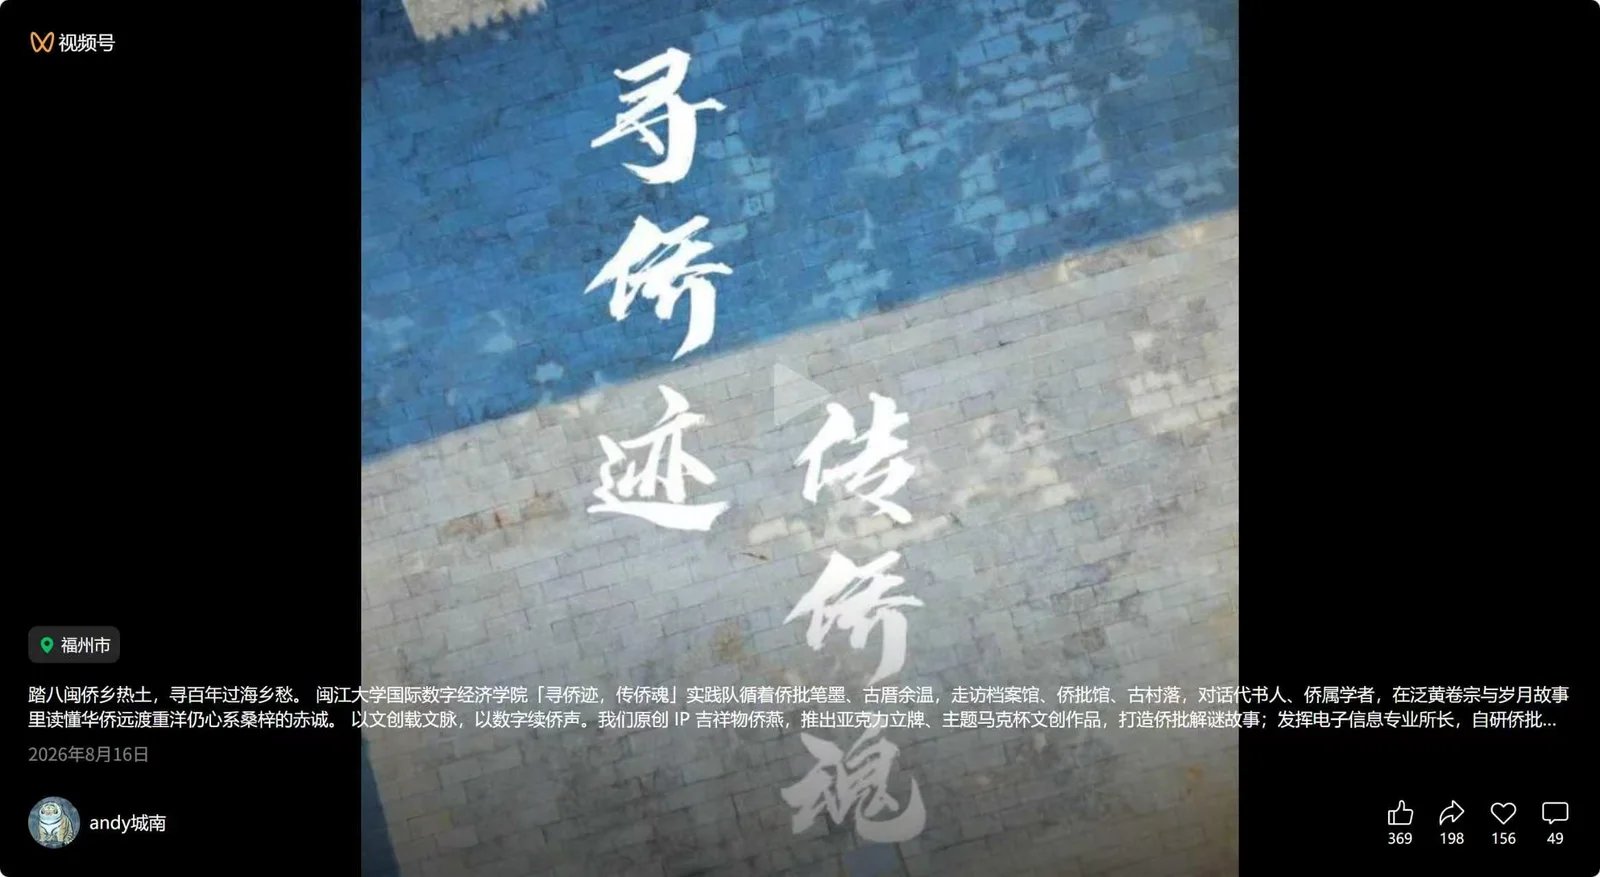 视频号
寻侨迹
传侨魂
福州市
踏八闽侨乡热土，寻百年过海乡愁。 闽江大学国际数字经济学院「寻侨迹，传侨魂」实践队循着侨批笔墨、古厝余温，走访档案馆、侨批馆、古村落，对话代书人、侨属学者，在泛黄卷宗与岁月故事
里读懂华侨远渡重洋仍心系桑梓的赤诚。 以文创载文脉，以数字续侨声。我们原创 IP 吉祥物侨燕，推出亚克力立牌、主题马克杯文创作品，打造侨批解谜故事；发挥电子信息专业所长，自研侨批...
2026年8月16日
andy城南
369 198 156 49